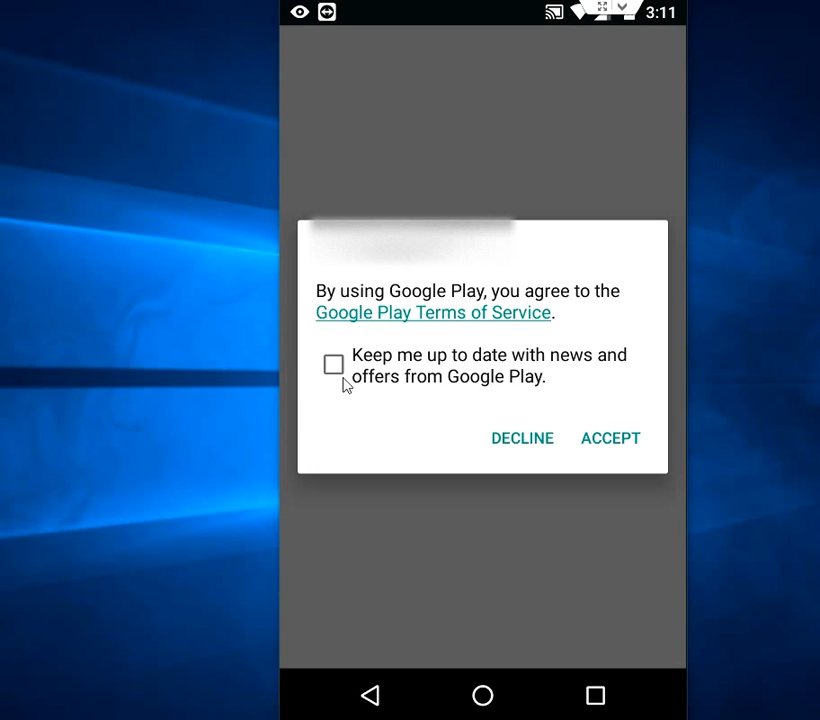 3:11
By using Google Play, you agree to the
Google Play Terms of Service.
Keep me up to date with news and
offers from Google Play.
DECLINE ACCEPT